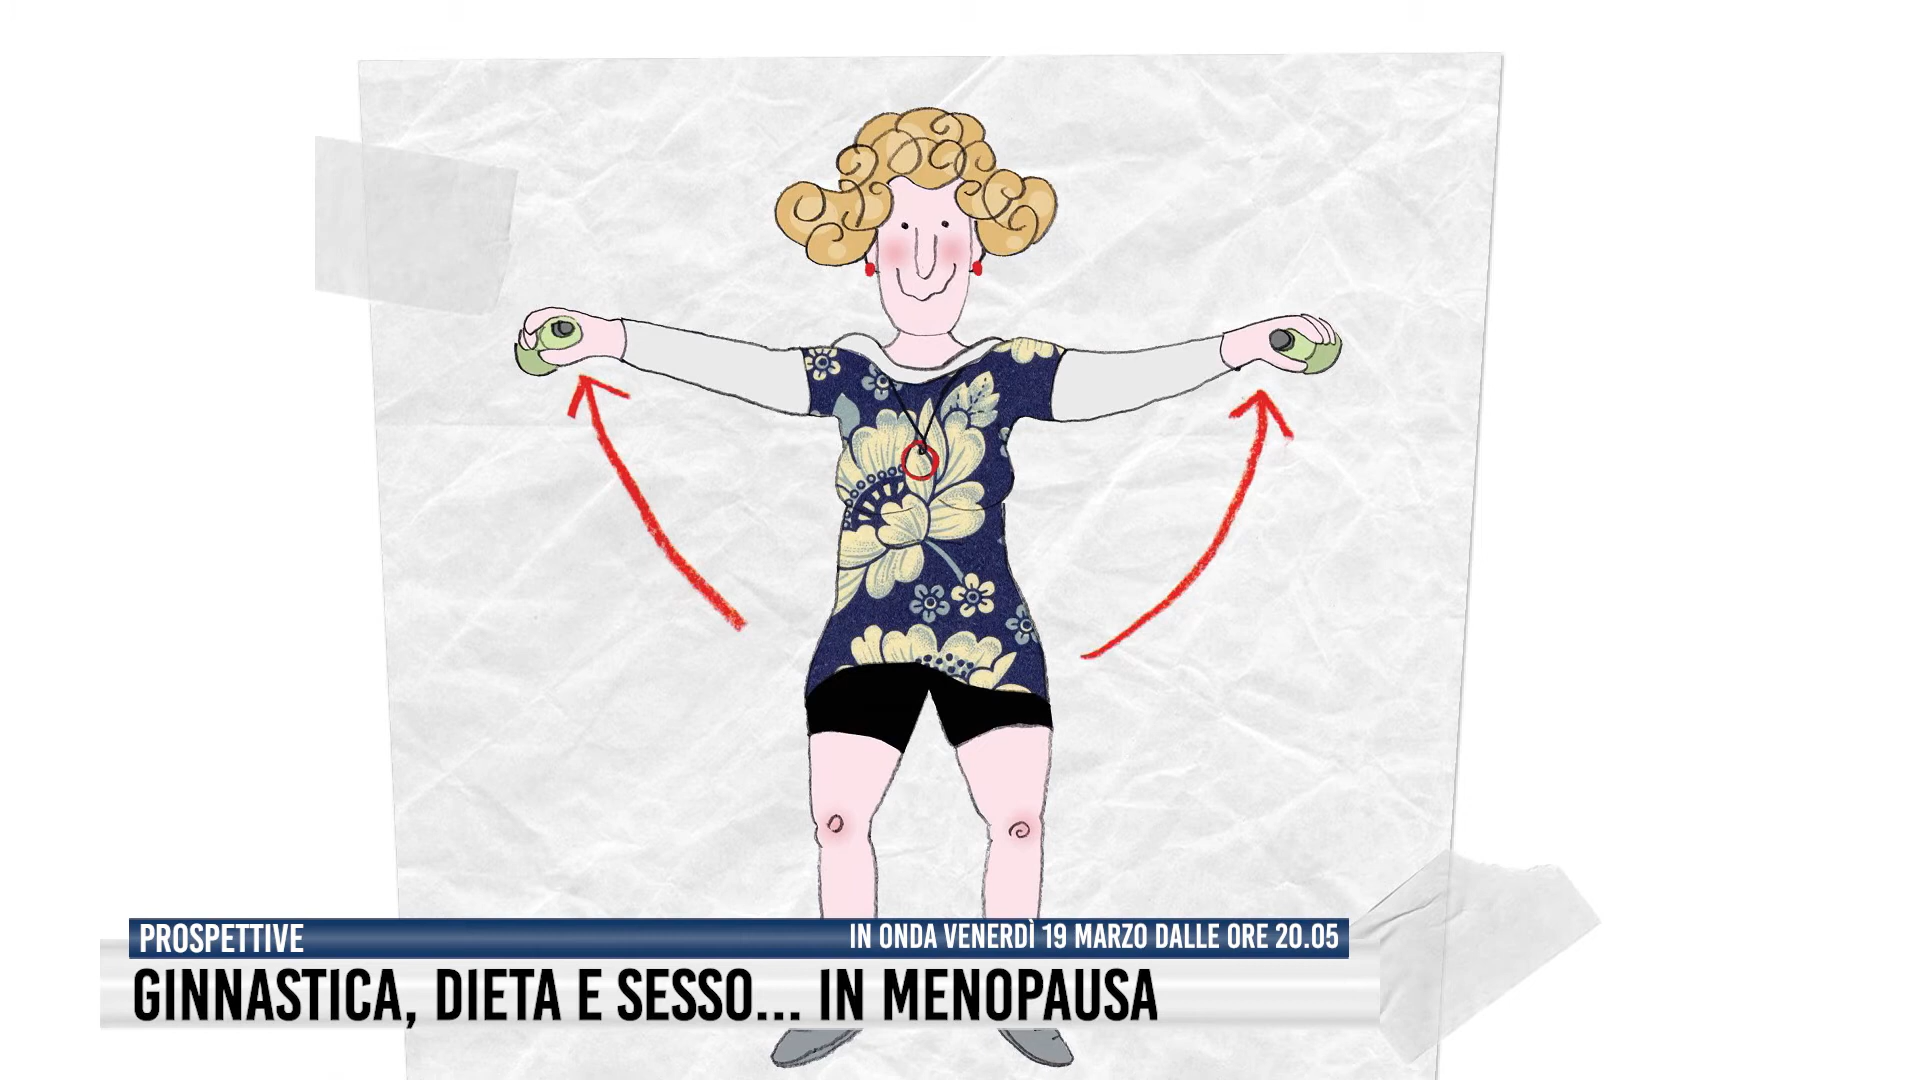 PROSPETTIVE
IN ONDA VENERDÌ 19 MARZO DALLE ORE 20.05
GINNASTICA, DIETA E SESSO... IN MENOPAUSA